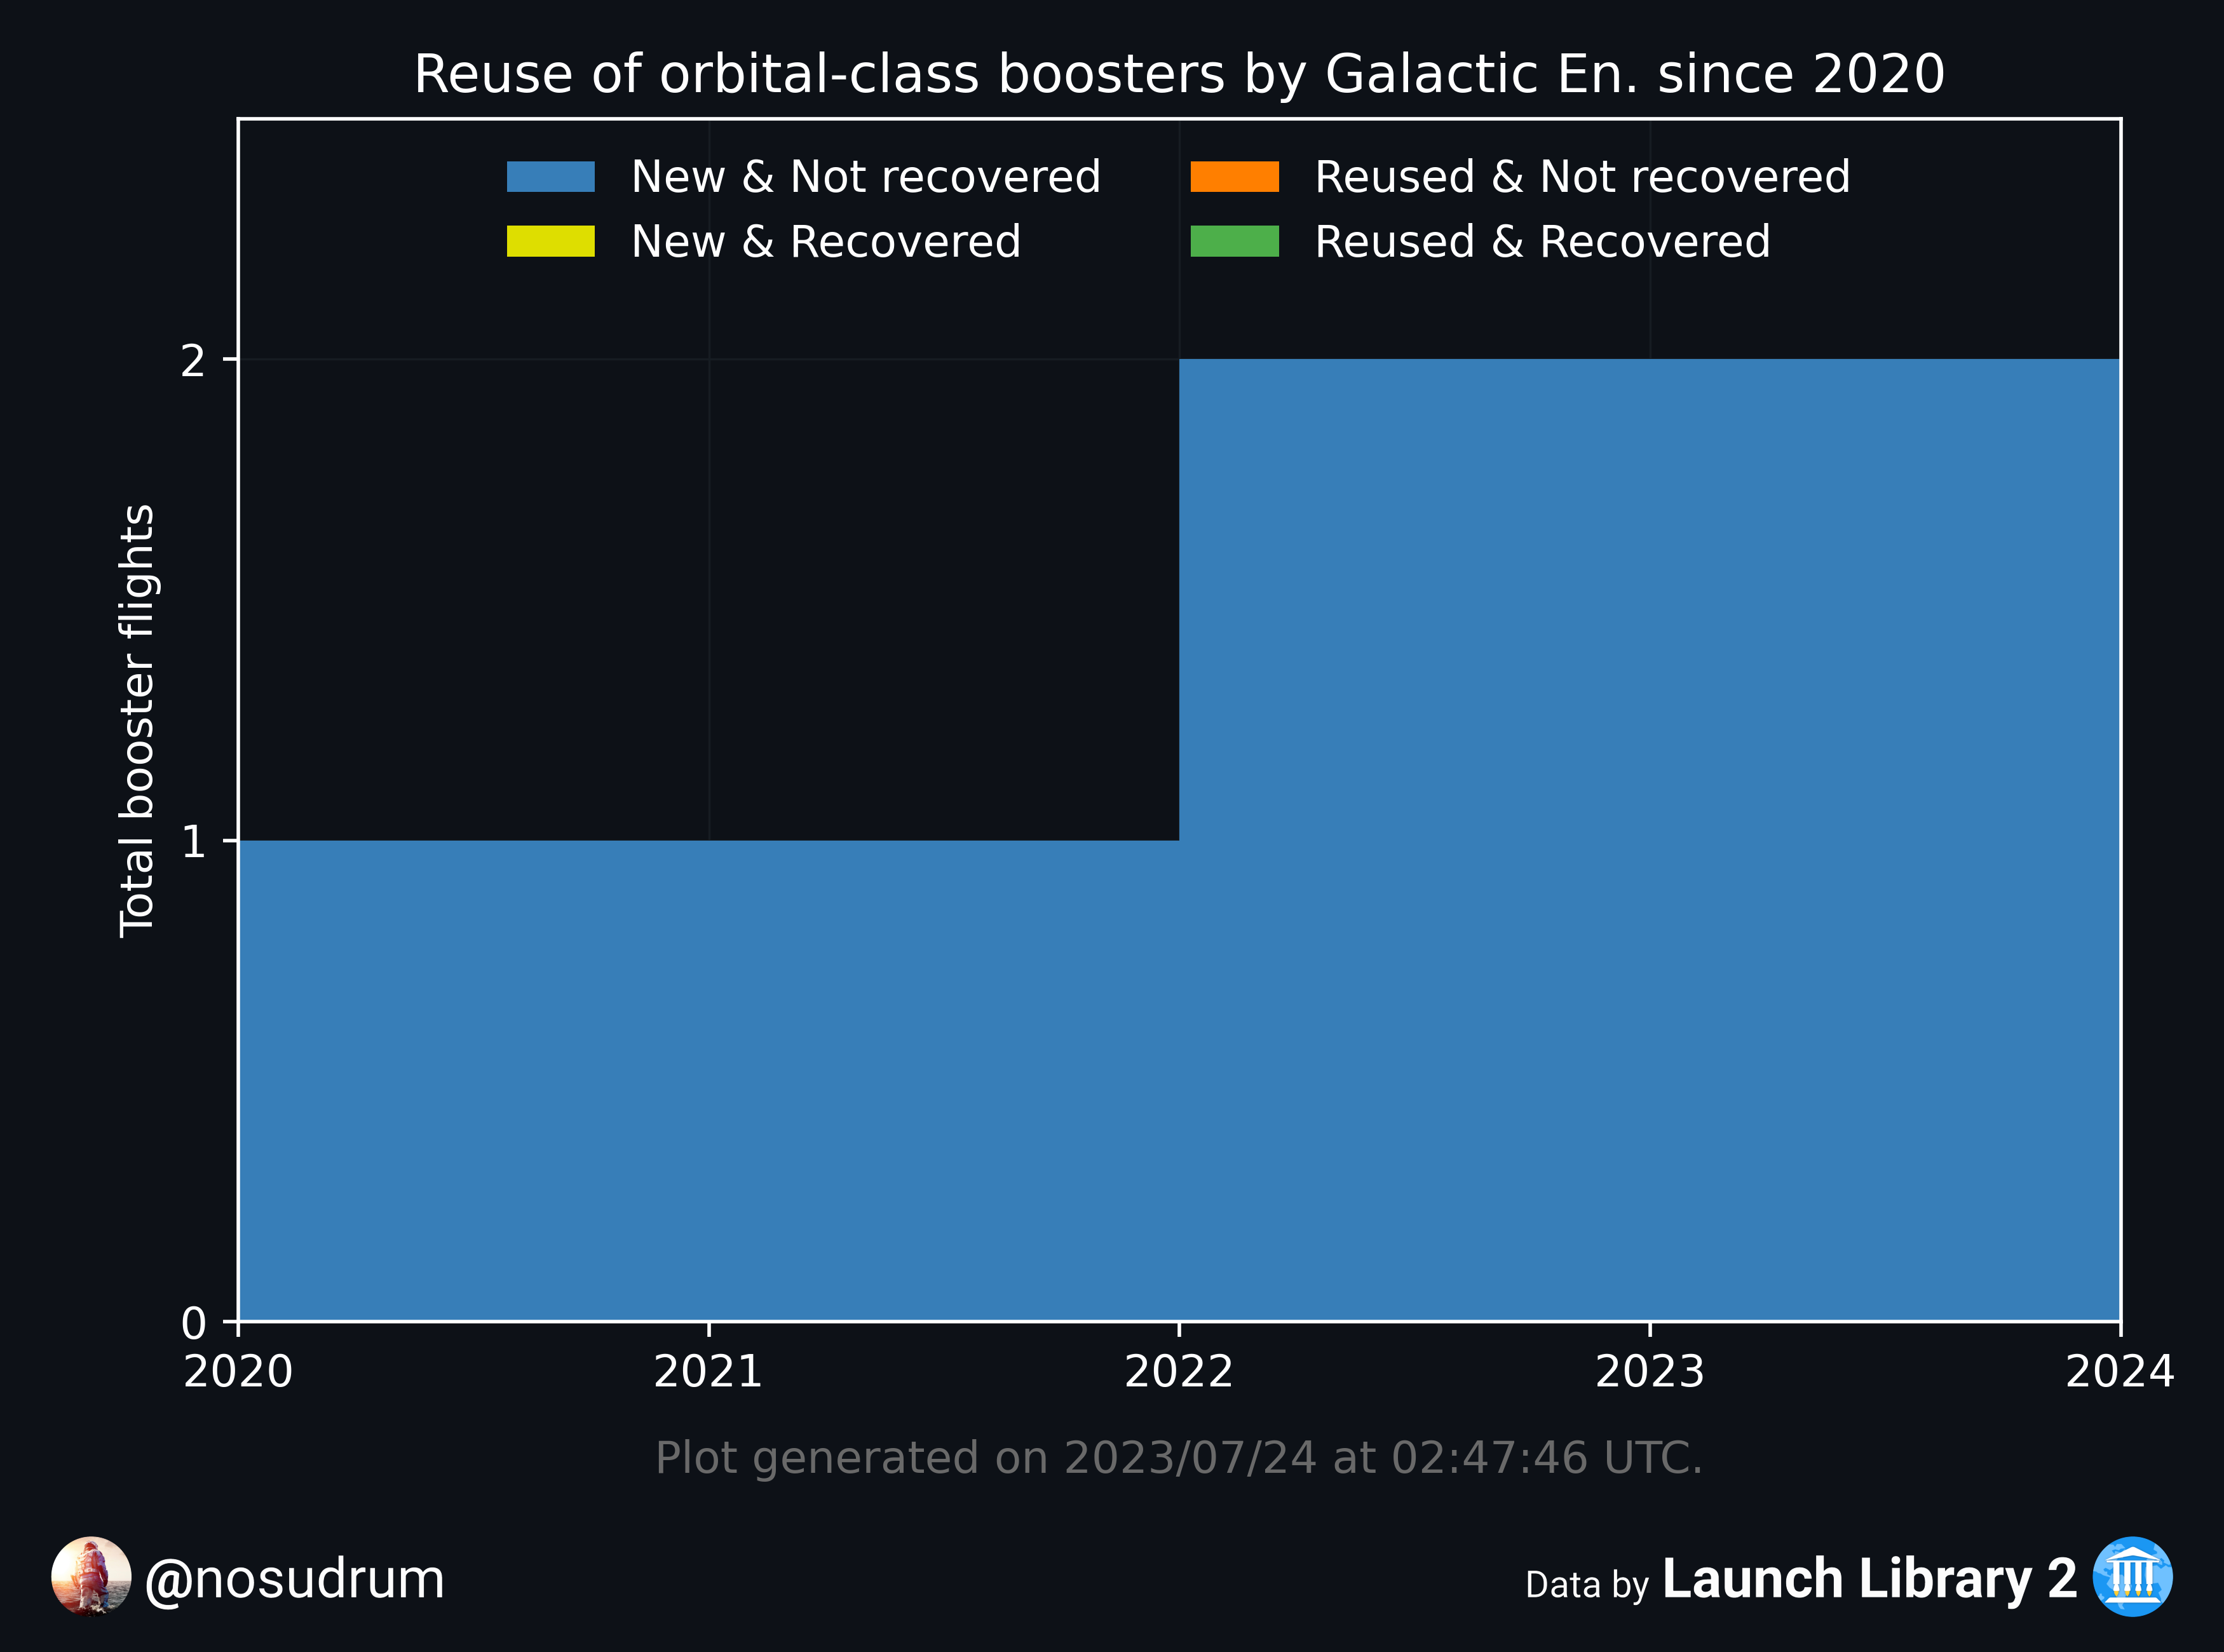 Reuse of orbital-class boosters by Galactic En. since 2020
New & Not recovered
New & Recovered
Reused & Not recovered
Reused & Recovered
Total booster flights
2
1
0
2020 2021 2022 2023 2024
Plot generated on 2023/07/24 at 02:47:46 UTC.
@nosudrum
Data by Launch Library 2